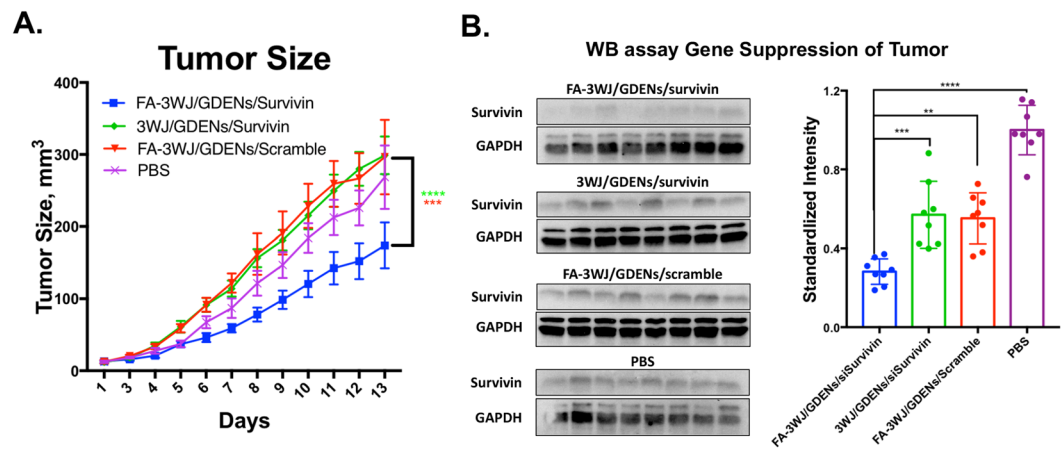 A.
Tumor Size
Tumor Size, mm3
400
300
200
100
0
FA-3WJ/GDENs/Survivin
3WJ/GDENs/Survivin
FA-3WJ/GDENs/Scramble
PBS
****
***
1 3 4 5 6 7 8 9 10 11 12 13
Days
B.
WB assay Gene Suppression of Tumor
FA-3WJ/GDENs/survivin
Survivin
GAPDH
3WJ/GDENs/survivin
Survivin
GAPDH
FA-3WJ/GDENs/scramble
Survivin
GAPDH
PBS
Survivin
GAPDH
Standardized Intensity
1.2
0.8
0.4
0.0
****
**
***
FA-3WJ/GDENs/siSurvivin
3WJ/GDENs/siSurvivin
FA-3WJ/GDENs/Scramble
PBS